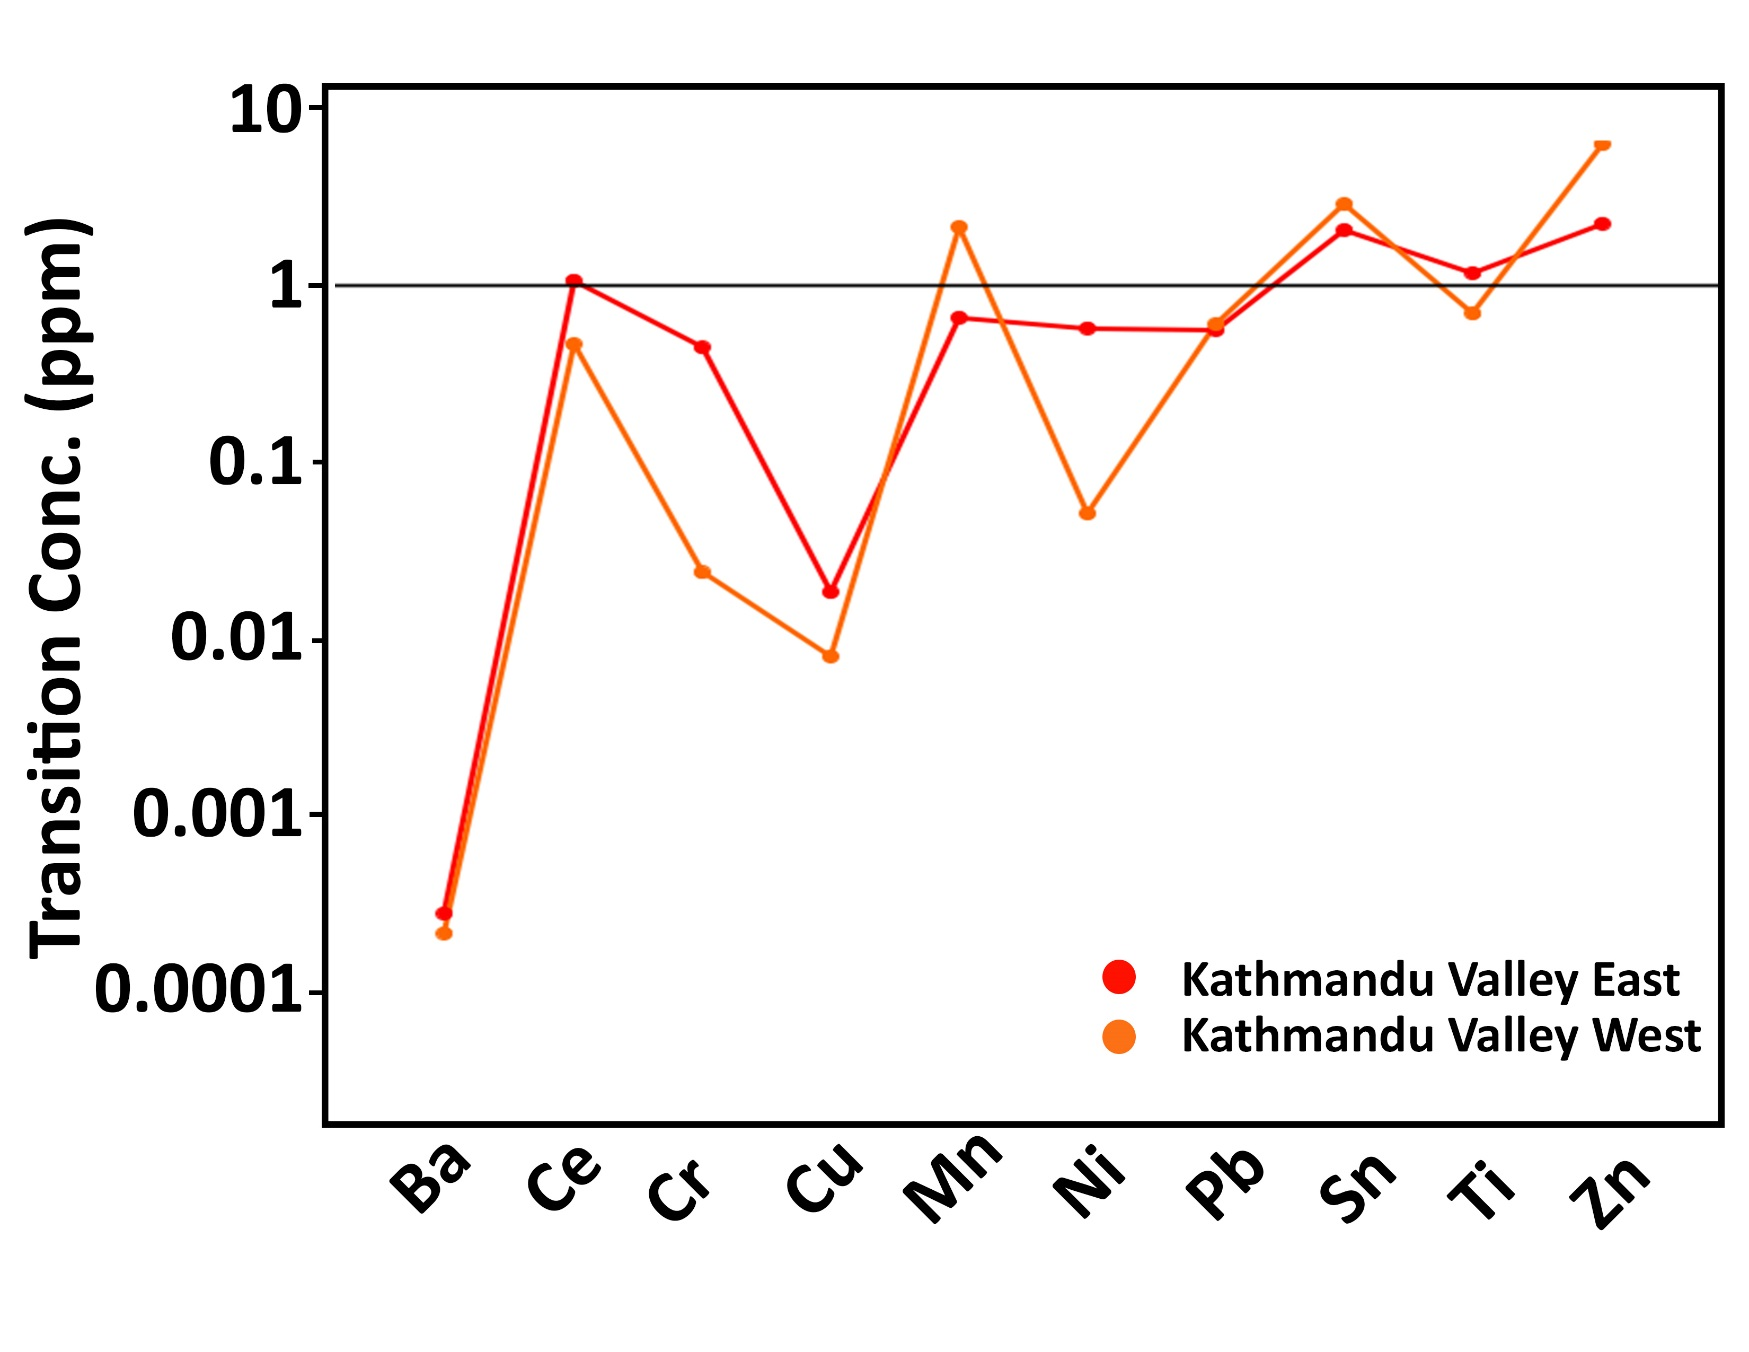 Transition Conc. (ppm)
10
1
0.1
0.01
0.001
0.0001
Kathmandu Valley East
Kathmandu Valley West
Ba Ce Cr Cu Mn Ni Pb Sn Ti Zn